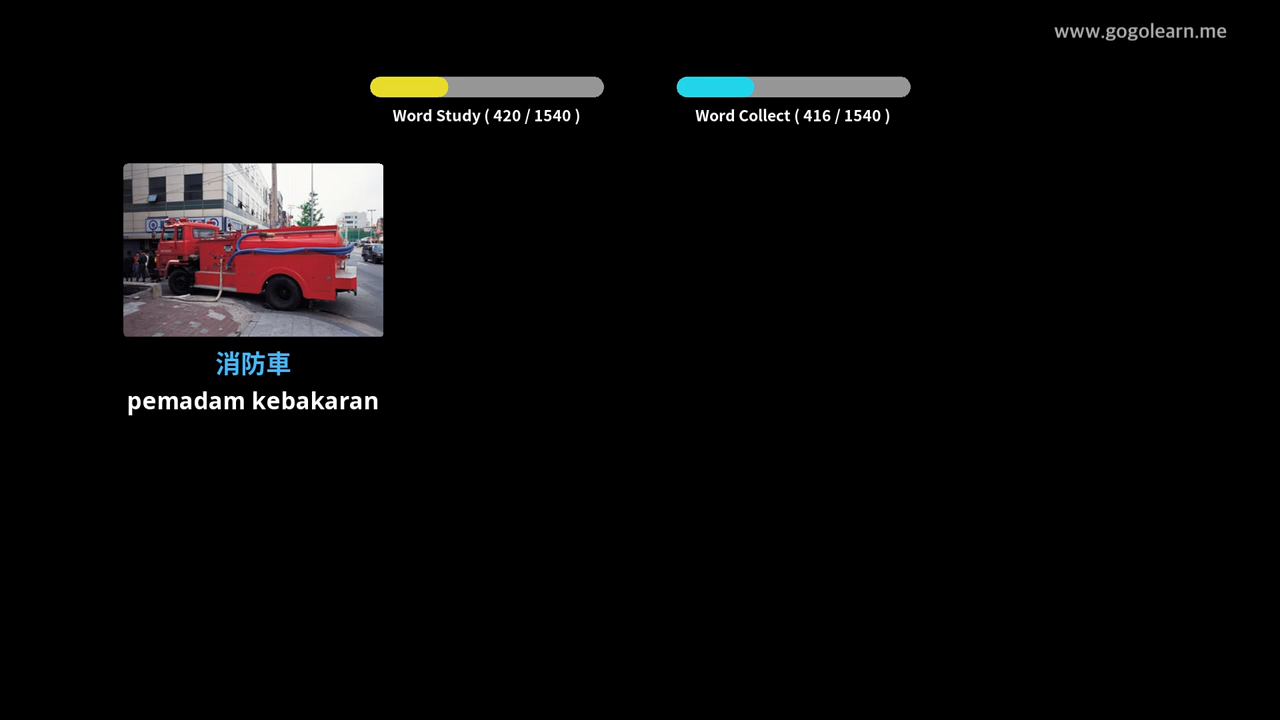 www.gogolearn.me
Word Study ( 420 / 1540 )
Word Collect ( 416 / 1540 )
消防車
pemadam kebakaran